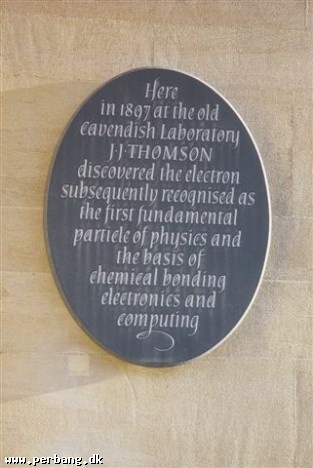 Here
in 1897 at the old
Cavendish Laboratory
J·J·THOMSON
discovered the electron
subsequently recognised as
the first fundamental
particle of physics and
the basis of
chemical bonding
electronics and
computing
www.perbang.dk